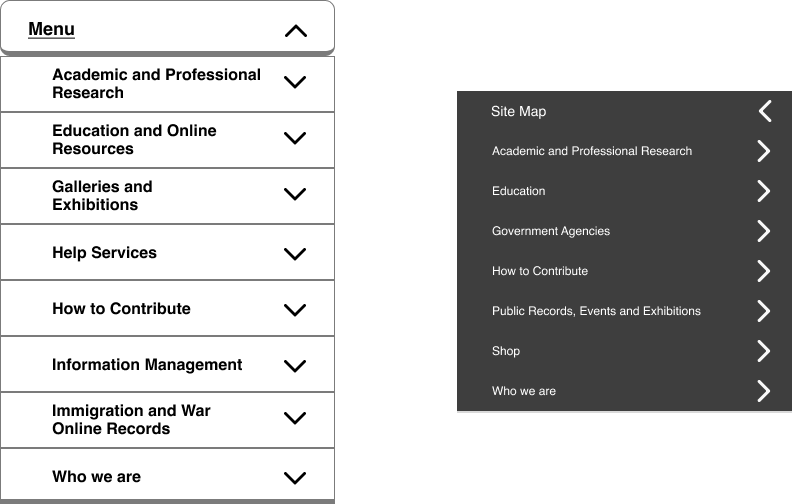 Menu
Academic and Professional
Research
Education and Online
Resources
Galleries and
Exhibitions
Help Services
How to Contribute
Information Management
Immigration and War
Online Records
Who we are
Site Map
Academic and Professional Research
Education
Government Agencies
How to Contribute
Public Records, Events and Exhibitions
Shop
Who we are